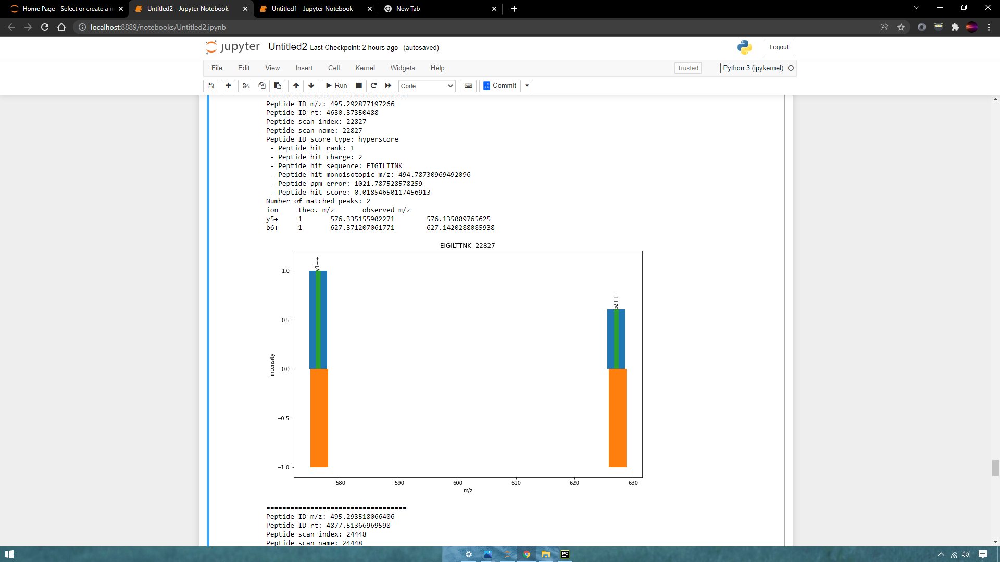 Home Page - Select or create a n
Untitled2 - Jupyter Notebook
Untitled1 - Jupyter Notebook
New Tab
localhost:8889/notebooks/Untitled2.ipynb
jupyter Untitled2 Last Checkpoint: 2 hours ago (autosaved)
Logout
File Edit View Insert Cell Kernel Widgets Help
Trusted
Python 3 (ipykernel)
Run
Code
Commit
===================================
Peptide ID m/z: 495.292877197266
Peptide ID rt: 4630.37350488
Peptide scan index: 22827
Peptide scan name: 22827
Peptide ID score type: hyperscore
- Peptide hit rank: 1
- Peptide hit charge: 2
- Peptide hit sequence: EIGILTTNK
- Peptide hit monoisotopic m/z: 494.78730969492096
- Peptide ppm error: 1021.787528578259
- Peptide hit score: 0.01854650117456913
Number of matched peaks: 2
ion theo. m/z observed m/z
y5+ 1 576.335155902271 576.135009765625
b6+ 1 627.371207061771 627.1420288085938
EIGILTTNK 22827
y1++
b2++
1.0
0.5
0.0
−0.5
−1.0
intensity
580 590 600 610 620 630
m/z
===================================
Peptide ID m/z: 495.293518066406
Peptide ID rt: 4877.51366969598
Peptide scan index: 24448
Peptide scan name: 24448
PC